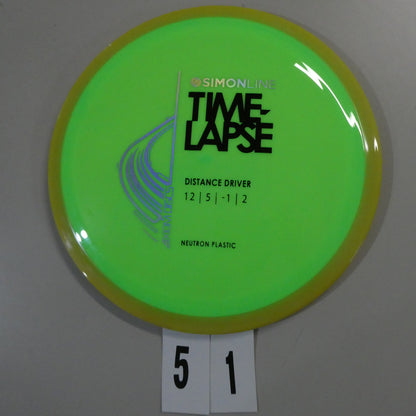 SIMONLINE
TIME-
LAPSE
DISTANCE DRIVER
12 | 5 | -1 | 2
NEUTRON PLASTIC
5 1